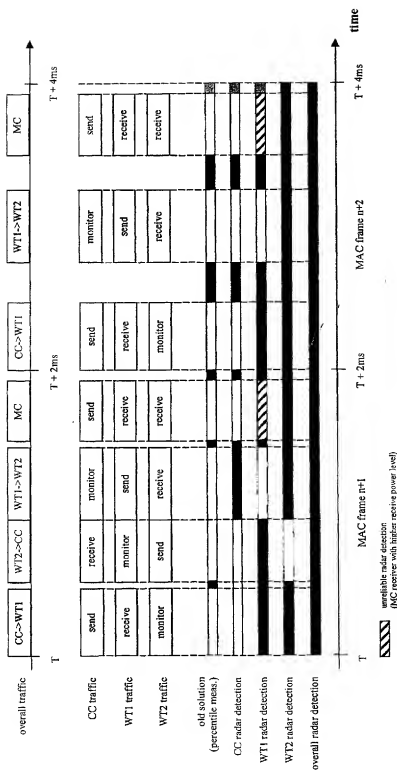 overall traffic
CC->WT1
WT2->CC
WT1->WT2
MC
CC->WT1
WT1->WT2
MC
T
T + 2ms
T + 4ms
CC traffic
send
receive
monitor
send
send
monitor
send
WT1 traffic
receive
monitor
send
receive
receive
send
receive
WT2 traffic
monitor
send
receive
receive
monitor
receive
receive
old solution
(percentile meas.)
CC radar detection
WT1 radar detection
WT2 radar detection
overall radar detection
T
MAC frame n+1
T + 2ms
MAC frame n+2
T + 4ms
time
unreliable radar detection
(MC receiver with higher receive power level)